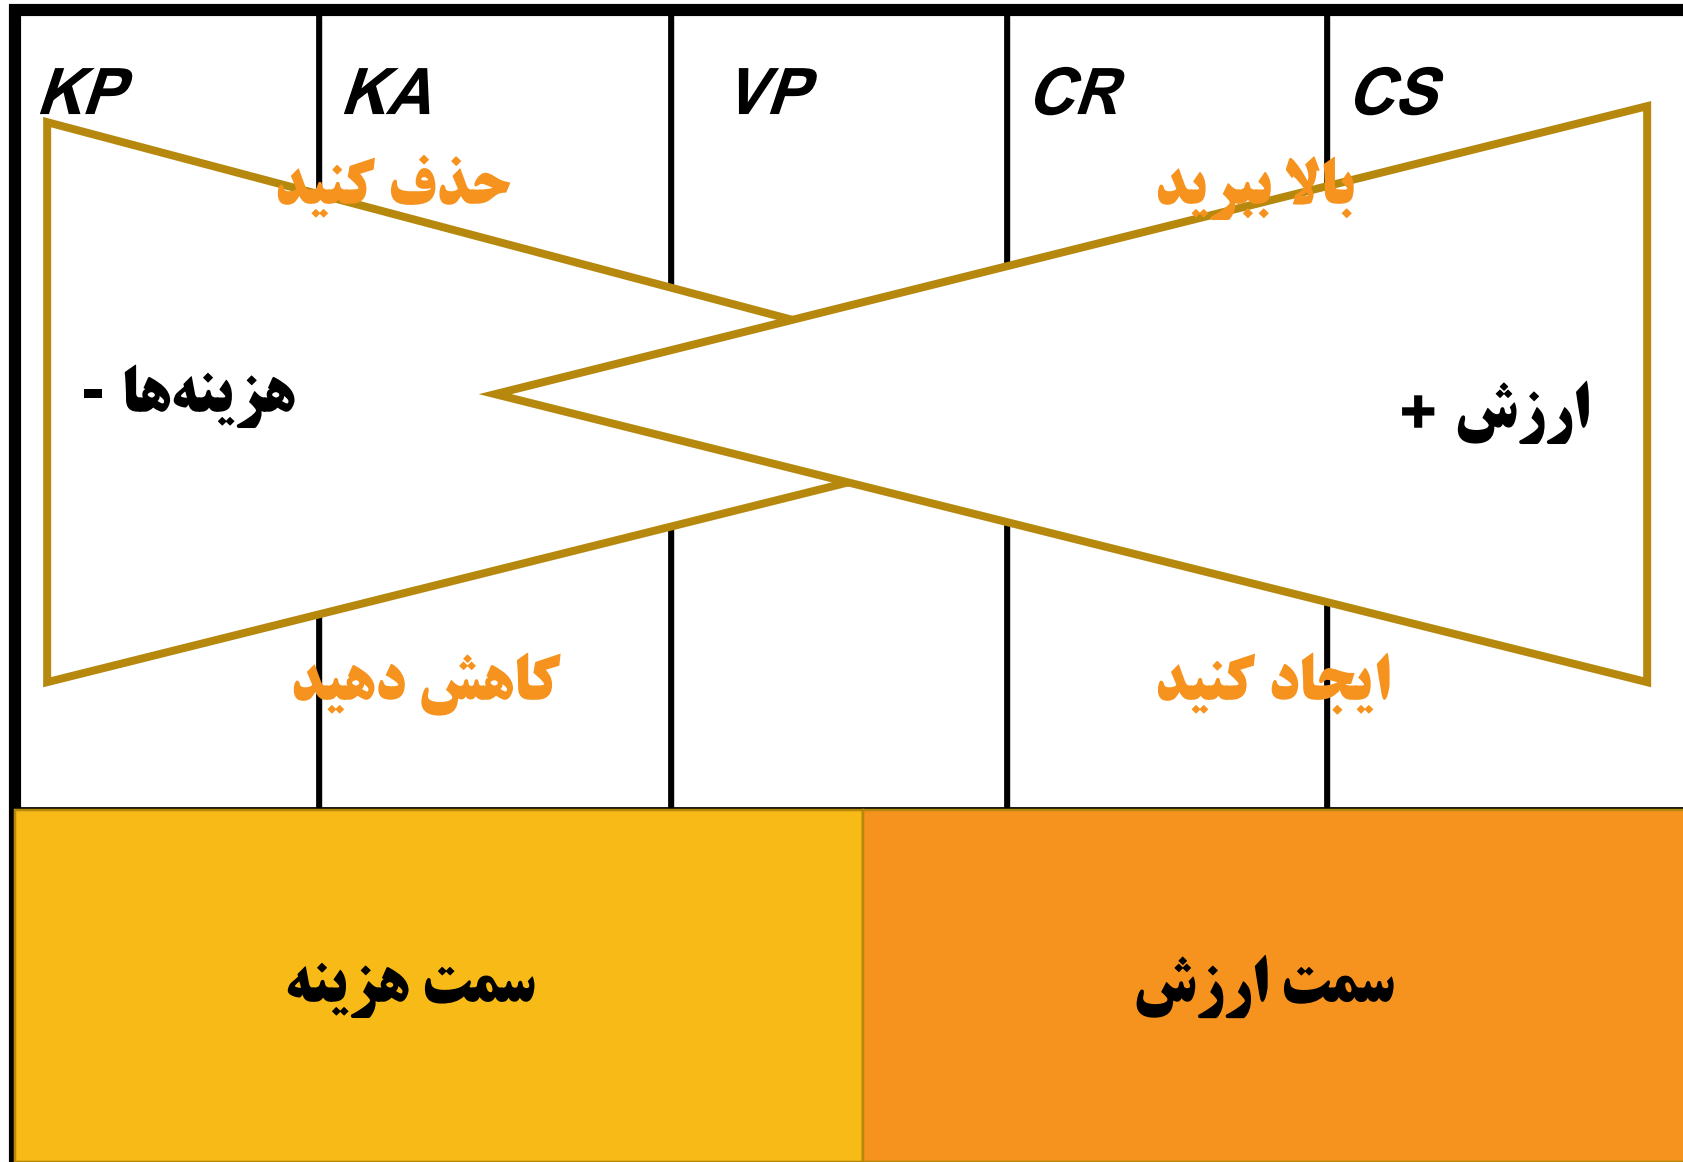 KP KA VP CR CS
حذف کنید
بالا ببرید
هزینه‌ها -
ارزش +
کاهش دهید
ایجاد کنید
سمت هزینه
سمت ارزش